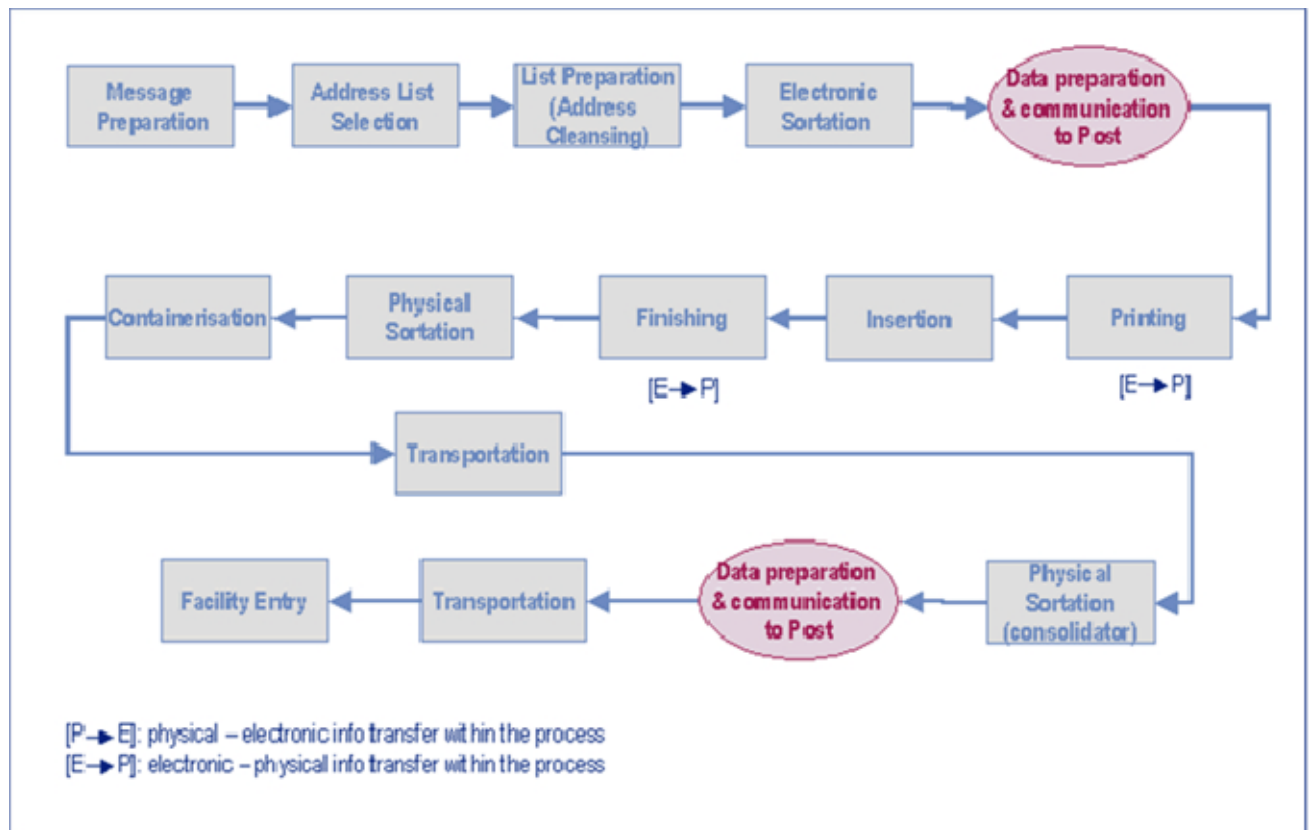 Message
Preparation
Address List
Selection
List Preparation
(Address
Cleansing)
Electronic
Sortation
Data preparation
& communication
to Post
Containerisation
Physical
Sortation
Finishing
Insertion
Printing
[E→P]
[E→P]
Transportation
Facility Entry
Transportation
Data preparation
& communication
to Post
Physical
Sortation
(consolidator)
[P→E]: physical – electronic info transfer within the process
[E→P]: electronic – physical info transfer within the process